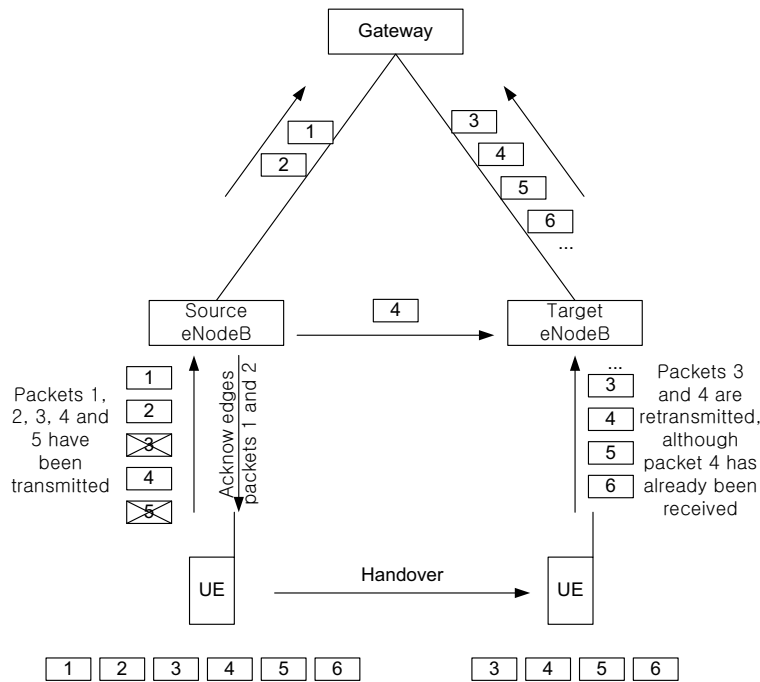 Gateway
1
2
3
4
5
6
...
Source
eNodeB
4
Target
eNodeB
Packets 1,
2, 3, 4 and
5 have
been
transmitted
1
2
3
4
5
Acknow edges
packets 1 and 2
...
3
4
5
6
Packets 3
and 4 are
retransmitted,
although
packet 4 has
already been
received
UE
Handover
UE
1 2 3 4 5 6
3 4 5 6